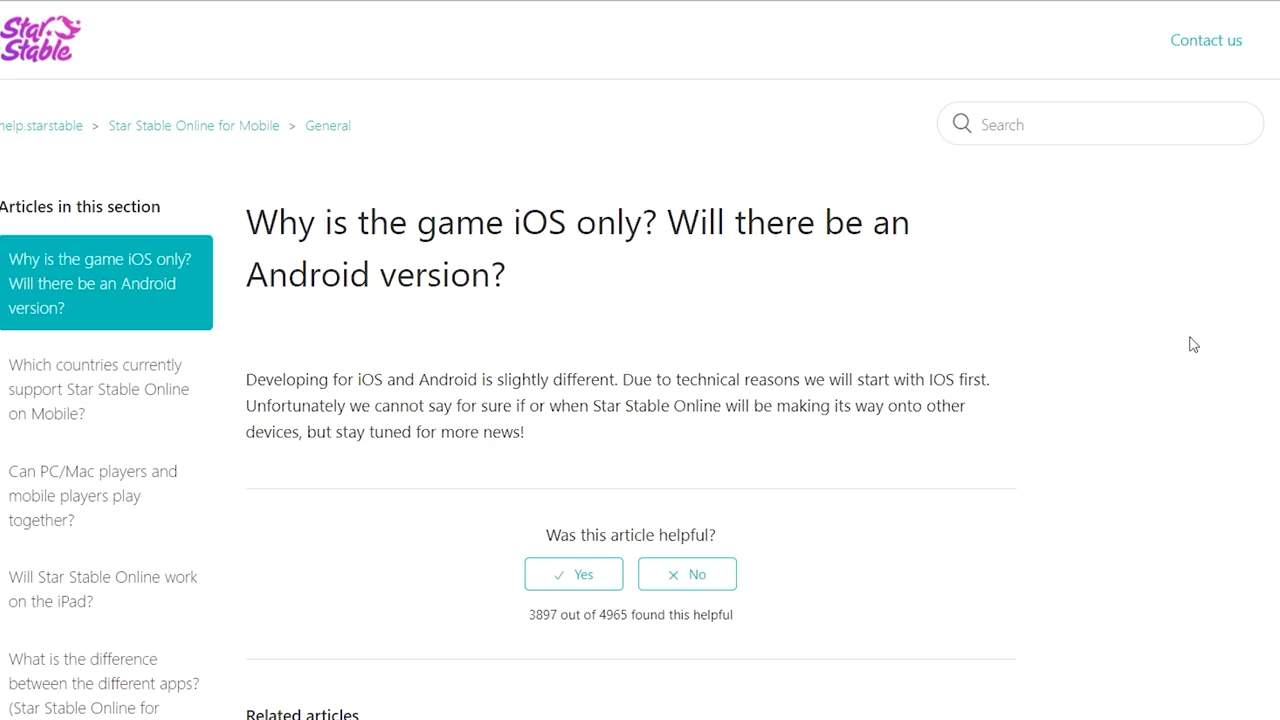 Star
Stable
Contact us
help.starstable > Star Stable Online for Mobile > General
Search
Articles in this section
Why is the game iOS only?
Will there be an Android
version?
Which countries currently
support Star Stable Online
on Mobile?
Can PC/Mac players and
mobile players play
together?
Will Star Stable Online work
on the iPad?
What is the difference
between the different apps?
(Star Stable Online for
Why is the game iOS only? Will there be an
Android version?
Developing for iOS and Android is slightly different. Due to technical reasons we will start with IOS first.
Unfortunately we cannot say for sure if or when Star Stable Online will be making its way onto other
devices, but stay tuned for more news!
Was this article helpful?
✓ Yes
✕ No
3897 out of 4965 found this helpful
Related articles